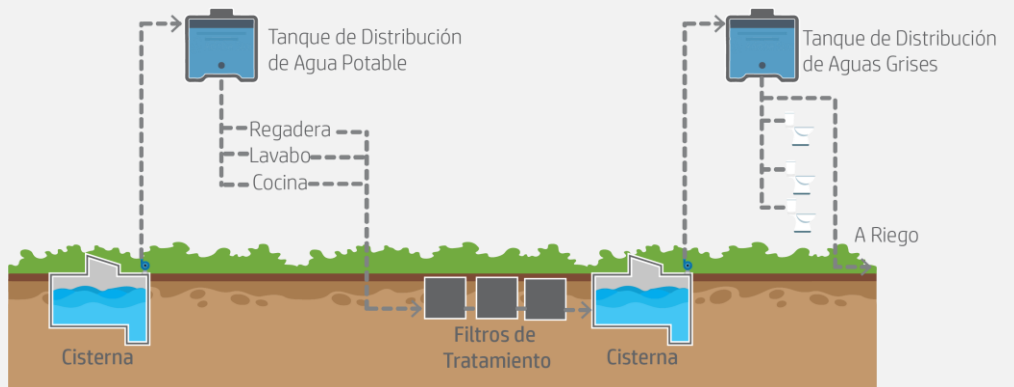 Tanque de Distribución
de Agua Potable
Regadera
Lavabo
Cocina
Tanque de Distribución
de Aguas Grises
A Riego
Cisterna
Filtros de
Tratamiento
Cisterna